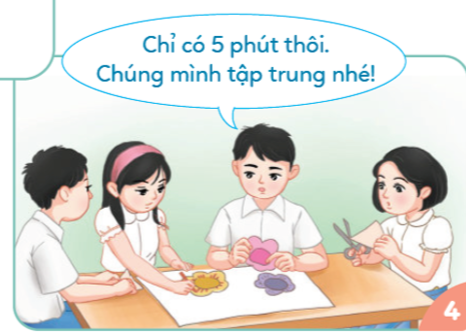 Chỉ có 5 phút thôi.
Chúng mình tập trung nhé!
4